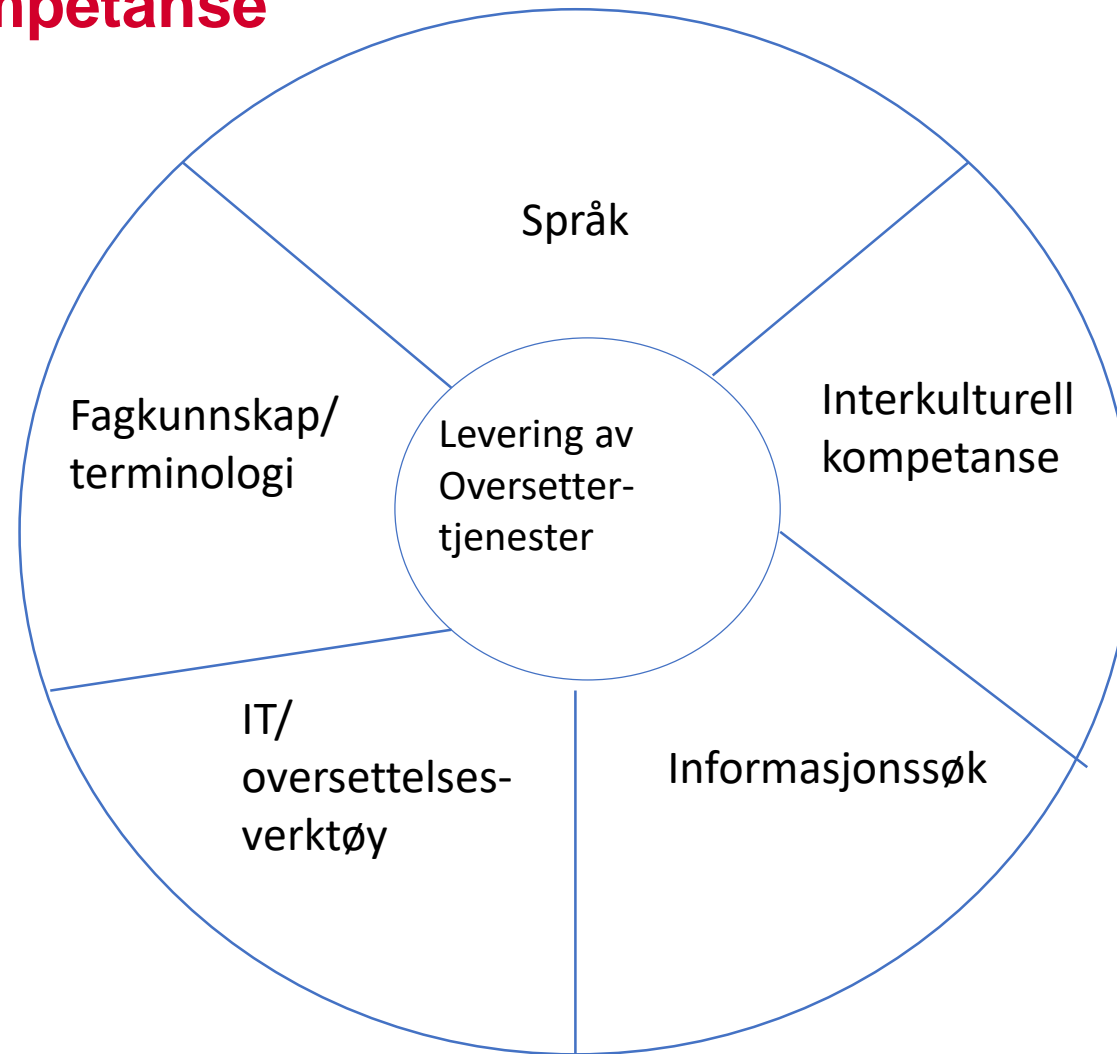 mpetanse
Språk
Interkulturell
kompetanse
Fagkunnskap/
terminologi
Levering av
Oversetter-
tjenester
IT/
oversettelses-
verktøy
Informasjonssøk